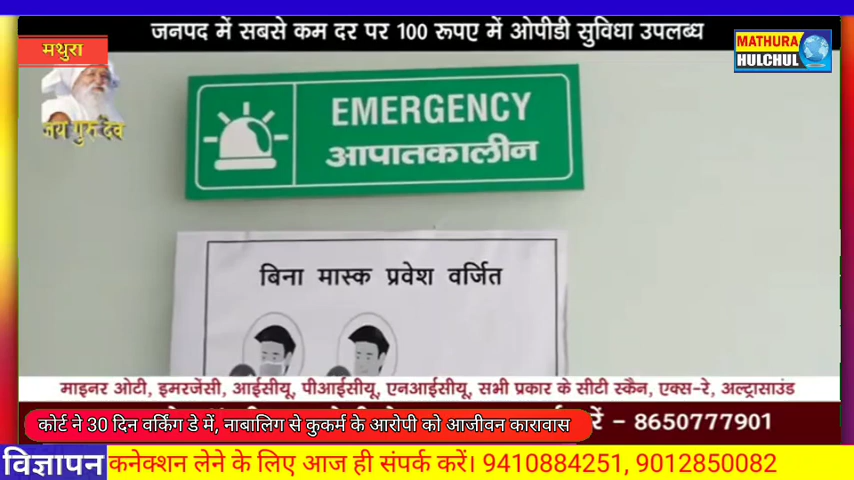 जनपद में सबसे कम दर पर 100 रूपए में ओपीडी सुविधा उपलब्ध
मथुरा
MATHURA
HULCHUL
जय गुरु देव
EMERGENCY
आपातकालीन
बिना मास्क प्रवेश वर्जित
माइनर ओटी, इमरजेंसी, आईसीयू, पीआईसीयू, एनआईसीयू, सभी प्रकार के सीटी स्कैन, एक्स-रे, अल्ट्रासाउंड
रें - 8650777901
कोर्ट ने 30 दिन वर्किंग डे में, नाबालिग से कुकर्म के आरोपी को आजीवन कारावास
विज्ञापन कनेक्शन लेने के लिए आज ही संपर्क करें। 9410884251, 9012850082